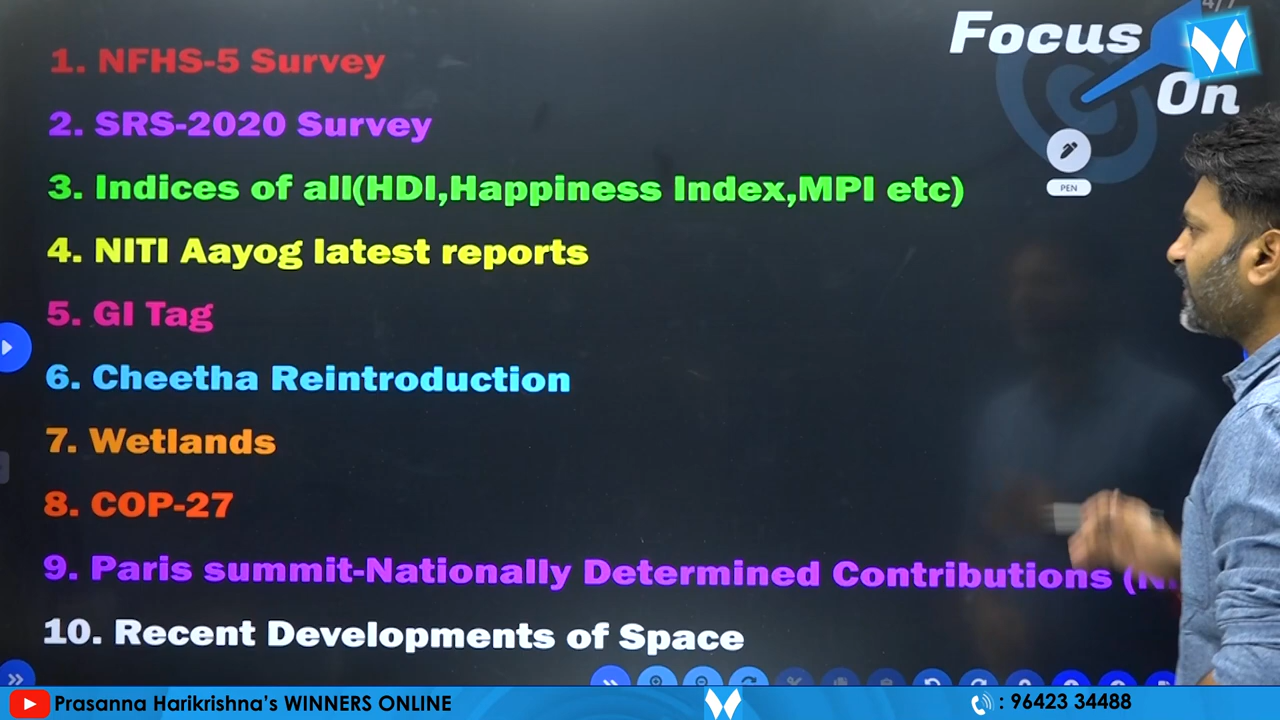 Focus
On
PEN
1. NFHS-5 Survey
2. SRS-2020 Survey
3. Indices of all(HDI,Happiness Index,MPI etc)
4. NITI Aayog latest reports
5. GI Tag
6. Cheetha Reintroduction
7. Wetlands
8. COP-27
9. Paris summit-Nationally Determined Contributions
10. Recent Developments of Space
Prasanna Harikrishna's WINNERS ONLINE
: 96423 34488